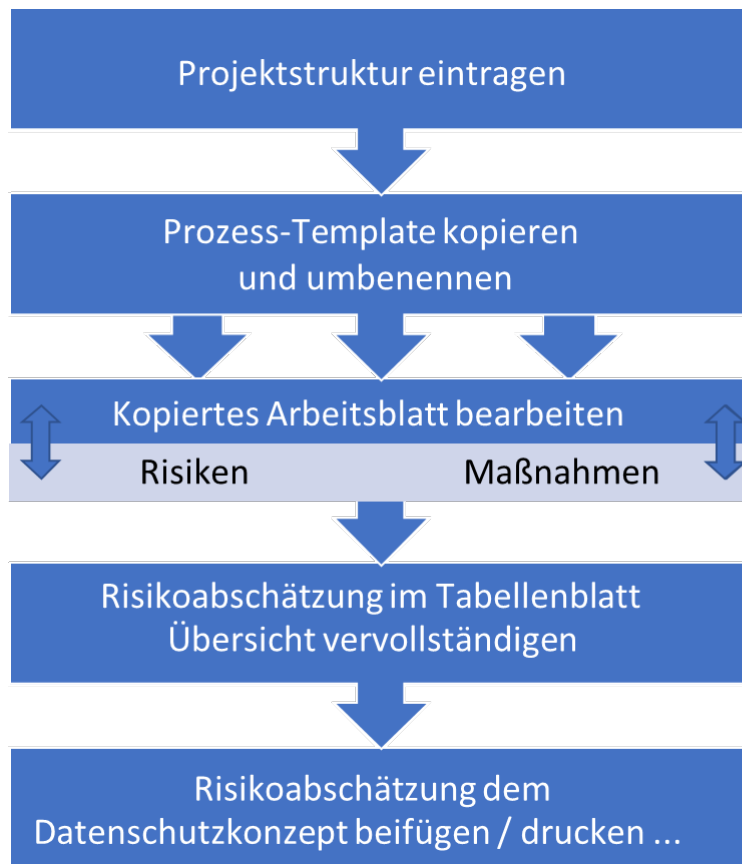 Projektstruktur eintragen
Prozess-Template kopieren
und umbenennen
Kopiertes Arbeitsblatt bearbeiten
Risiken Maßnahmen
Risikoabschätzung im Tabellenblatt
Übersicht vervollständigen
Risikoabschätzung dem
Datenschutzkonzept beifügen / drucken ...